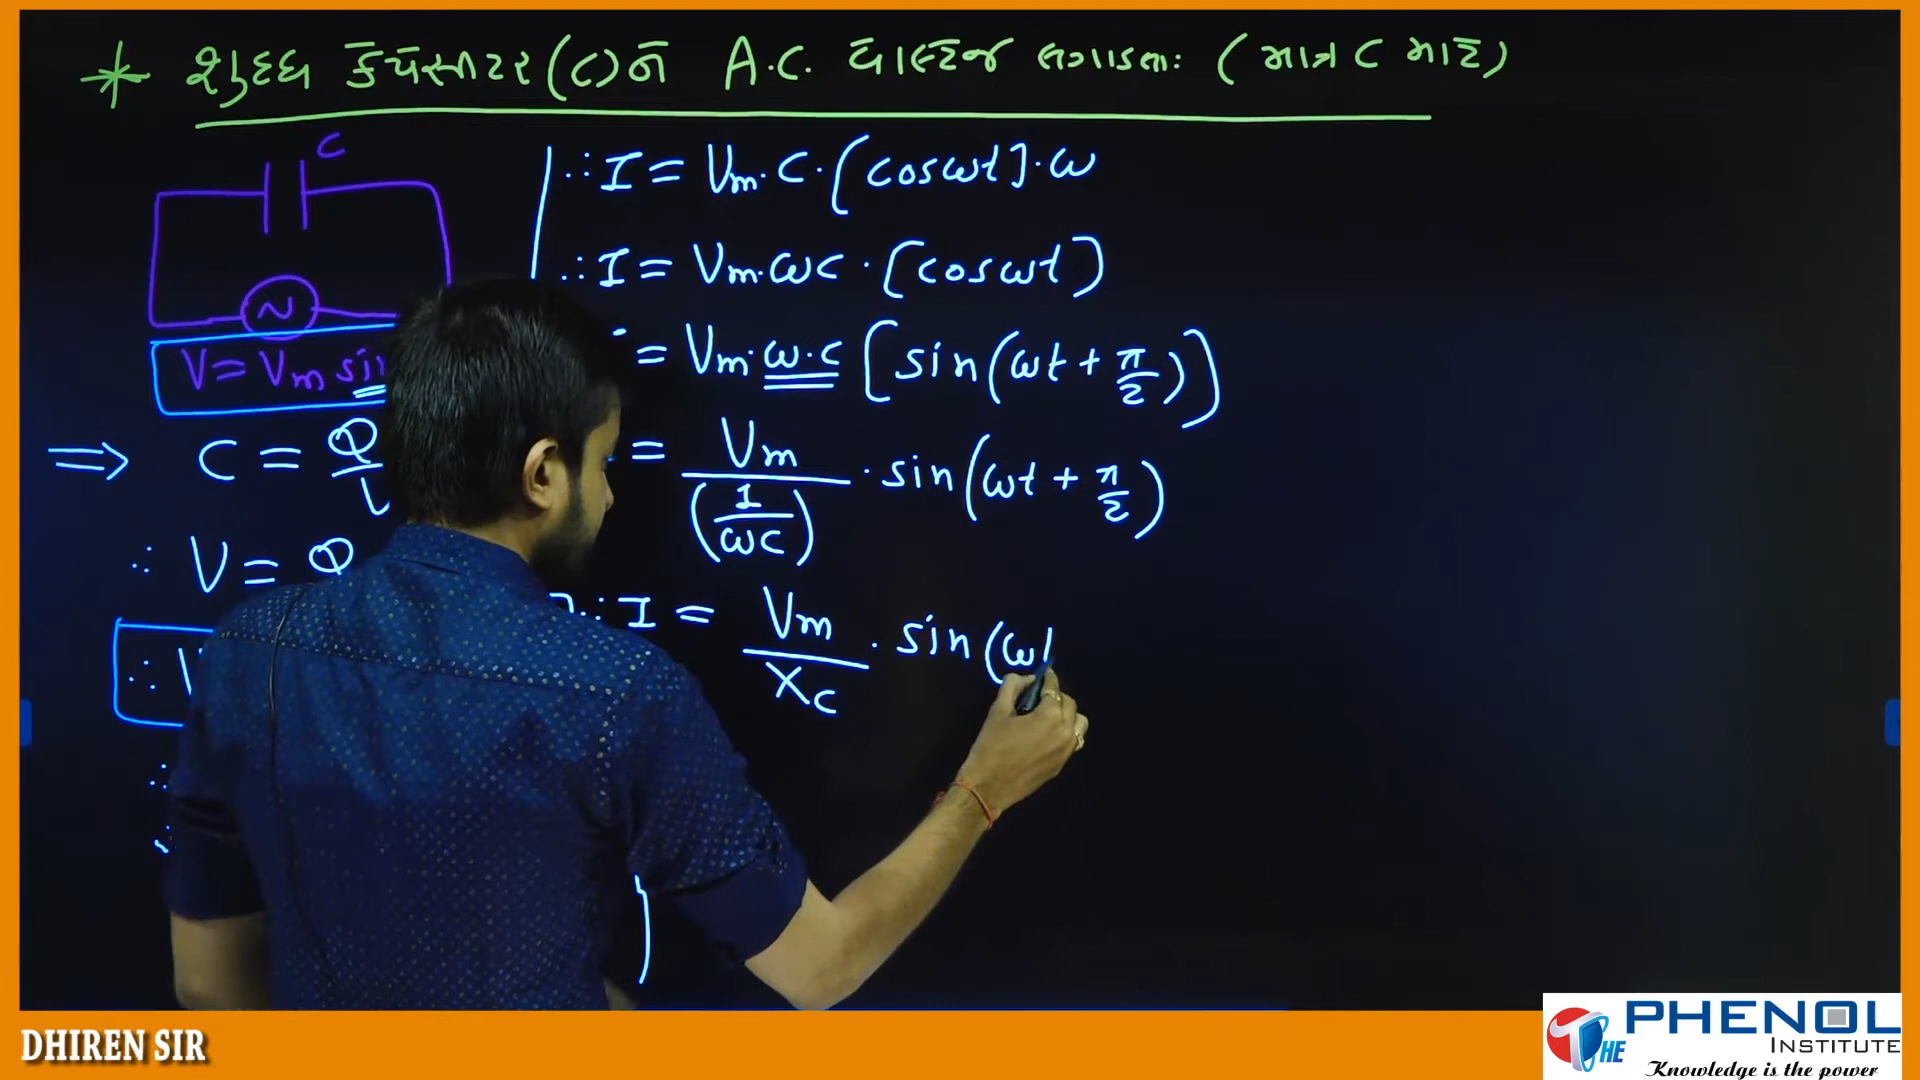 * શુદ્ધ કેપેસીટર (C) ને A.C. વોલ્ટેજ લગાડતા: (માત્ર C માટે)
C
~
V = Vm sin
⇒ C = Q
∴ V = Q
∴ V
∴
∴ I = Vm · C · [cosωt] · ω
∴ I = Vm · ωC · [cosωt]
= Vm · ω · C [sin(ωt + π/2)]
= Vm / (1/ωC) · sin(ωt + π/2)
∴ I = Vm / Xc · sin(ωt
DHIREN SIR
THE PHENOL
INSTITUTE
Knowledge is the power